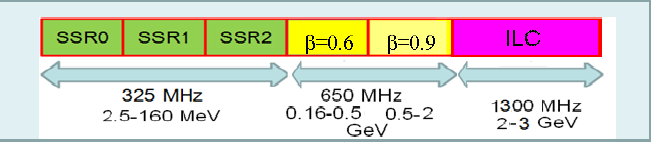 SSR0 SSR1 SSR2 β=0.6 β=0.9 ILC
325 MHz 650 MHz 1300 MHz
2.5-160 MeV 0.16-0.5 0.5-2 2-3 GeV
GeV